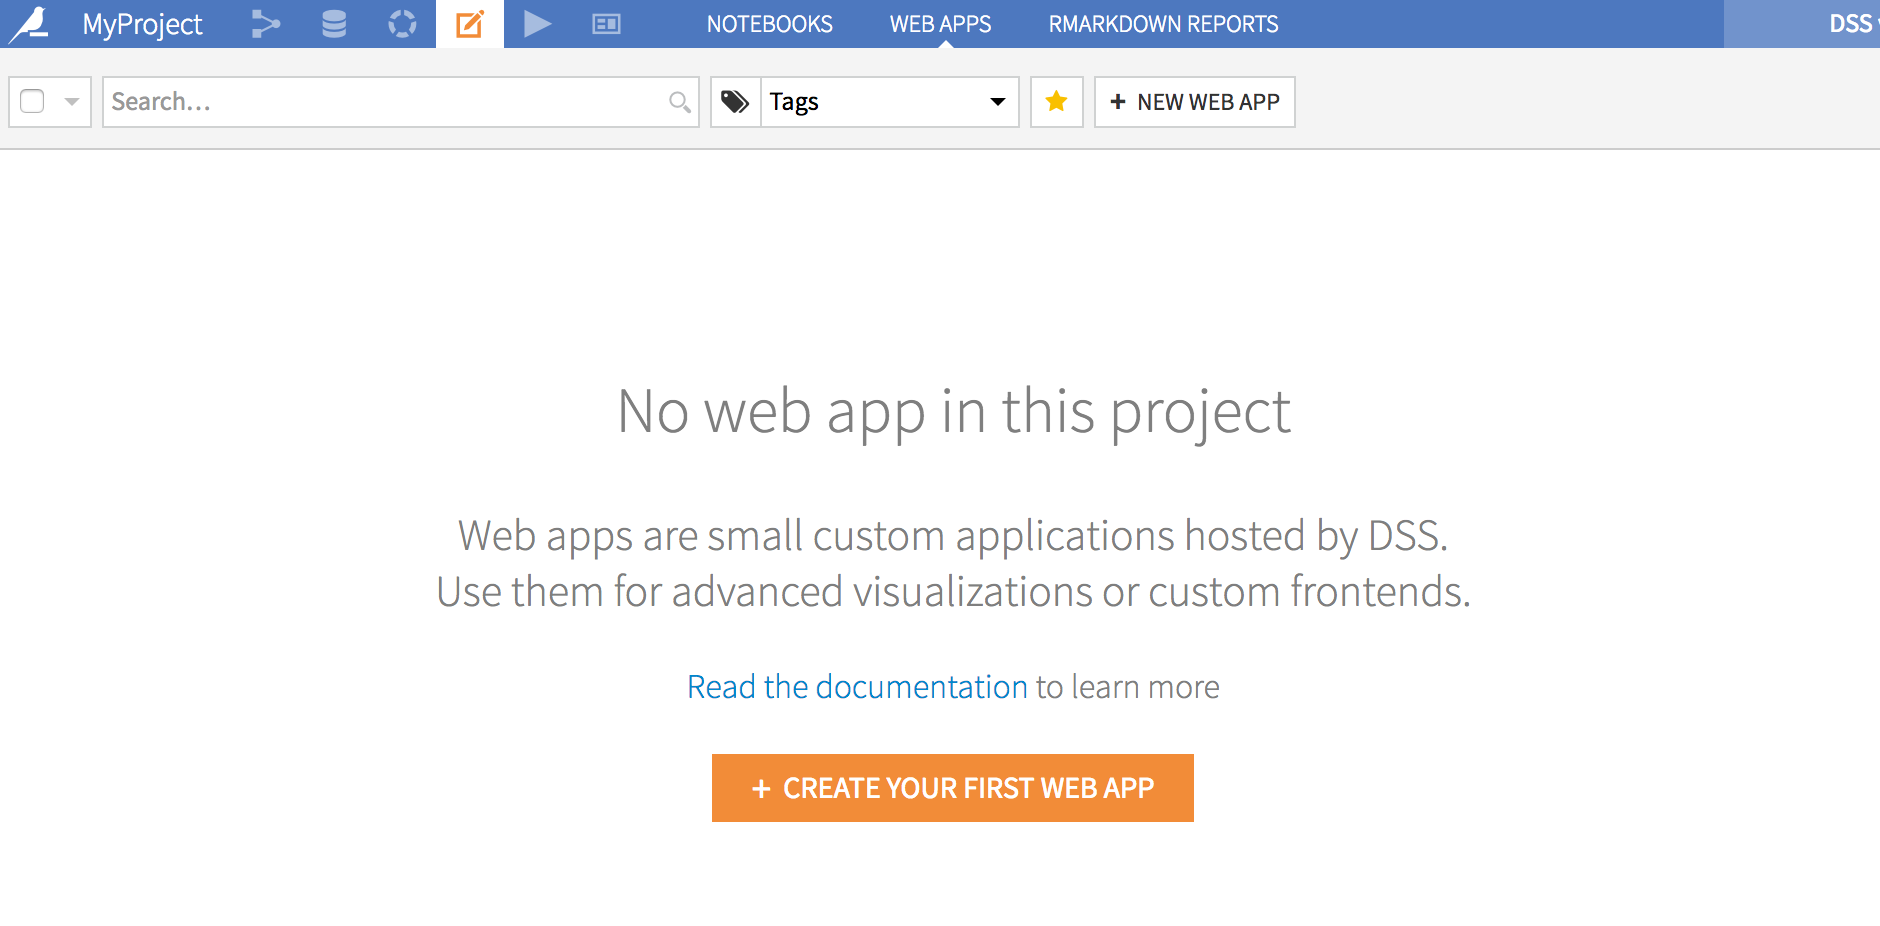 MyProject
NOTEBOOKS
WEB APPS
RMARKDOWN REPORTS
DSS
Search...
Tags
+ NEW WEB APP
No web app in this project
Web apps are small custom applications hosted by DSS.
Use them for advanced visualizations or custom frontends.
Read the documentation to learn more
+ CREATE YOUR FIRST WEB APP